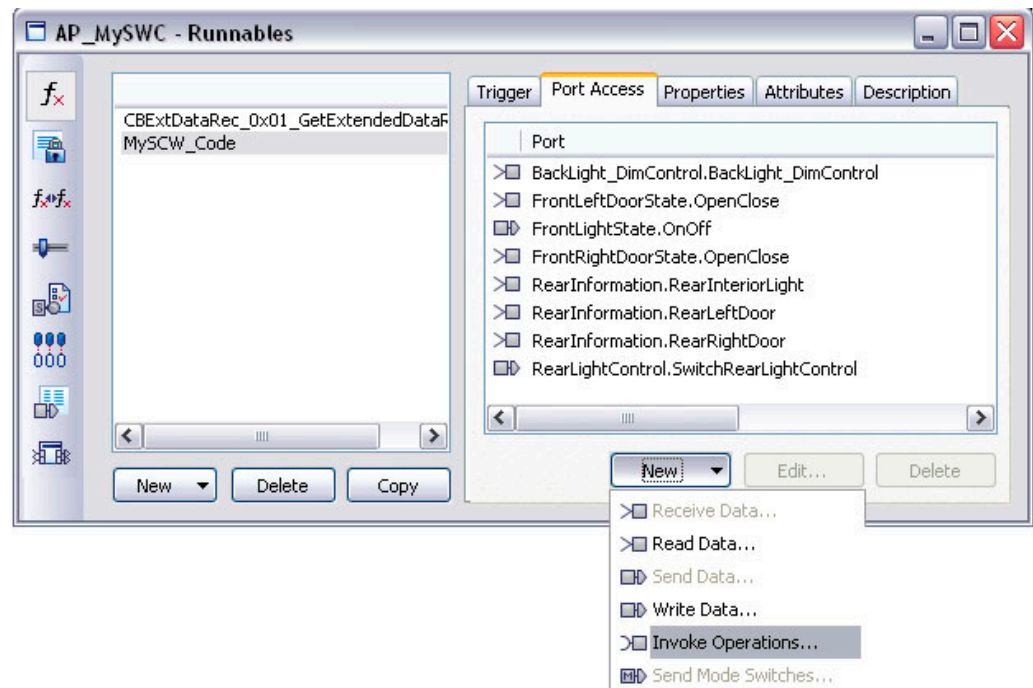 AP_MySWC - Runnables
CBExtDataRec_0x01_GetExtendedDataR
MySCW_Code
New
Delete
Copy
Trigger
Port Access
Properties
Attributes
Description
Port
BackLight_DimControl.BackLight_DimControl
FrontLeftDoorState.OpenClose
FrontLightState.OnOff
FrontRightDoorState.OpenClose
RearInformation.RearInteriorLight
RearInformation.RearLeftDoor
RearInformation.RearRightDoor
RearLightControl.SwitchRearLightControl
New
Edit...
Delete
Receive Data...
Read Data...
Send Data...
Write Data...
Invoke Operations...
Send Mode Switches...